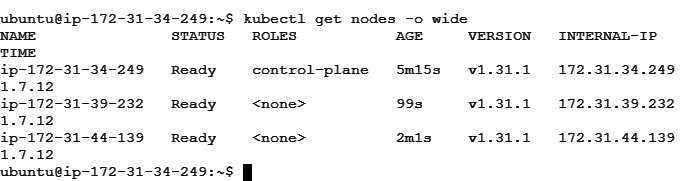 ubuntu@ip-172-31-34-249:~$ kubectl get nodes -o wide
NAME STATUS ROLES AGE VERSION INTERNAL-IP
TIME
ip-172-31-34-249 Ready control-plane 5m15s v1.31.1 172.31.34.249
1.7.12
ip-172-31-39-232 Ready <none> 99s v1.31.1 172.31.39.232
1.7.12
ip-172-31-44-139 Ready <none> 2m1s v1.31.1 172.31.44.139
1.7.12
ubuntu@ip-172-31-34-249:~$